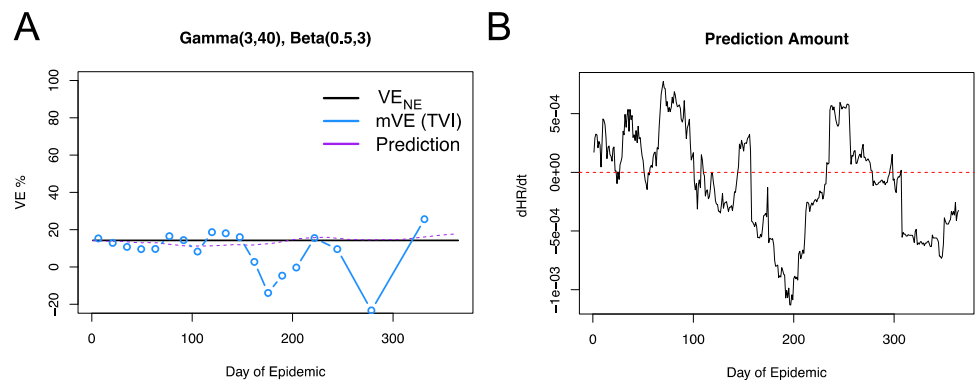 A
Gamma(3,40), Beta(0.5,3)
VE %
100
80
60
40
20
0
−20
VE_NE
mVE (TVI)
Prediction
0
100
200
300
Day of Epidemic
B
Prediction Amount
dHR/dt
5e−04
0e+00
−5e−04
−1e−03
0
100
200
300
Day of Epidemic